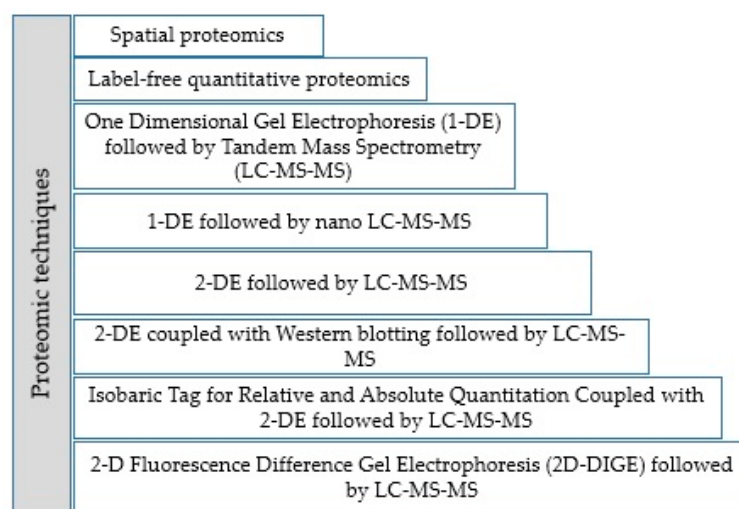 Proteomic techniques
Spatial proteomics
Label-free quantitative proteomics
One Dimensional Gel Electrophoresis (1-DE)
followed by Tandem Mass Spectrometry
(LC-MS-MS)
1-DE followed by nano LC-MS-MS
2-DE followed by LC-MS-MS
2-DE coupled with Western blotting followed by LC-MS-
MS
Isobaric Tag for Relative and Absolute Quantitation Coupled with
2-DE followed by LC-MS-MS
2-D Fluorescence Difference Gel Electrophoresis (2D-DIGE) followed
by LC-MS-MS